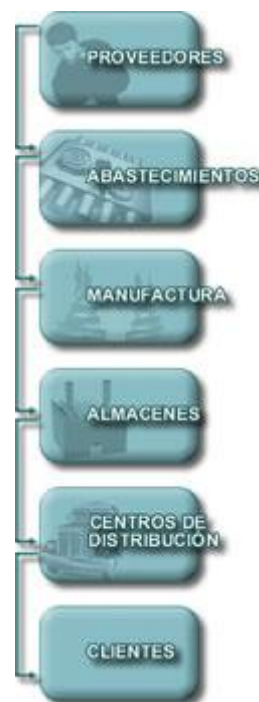 PROVEEDORES
ABASTECIMIENTOS
MANUFACTURA
ALMACENES
CENTROS DE
DISTRIBUCIÓN
CLIENTES